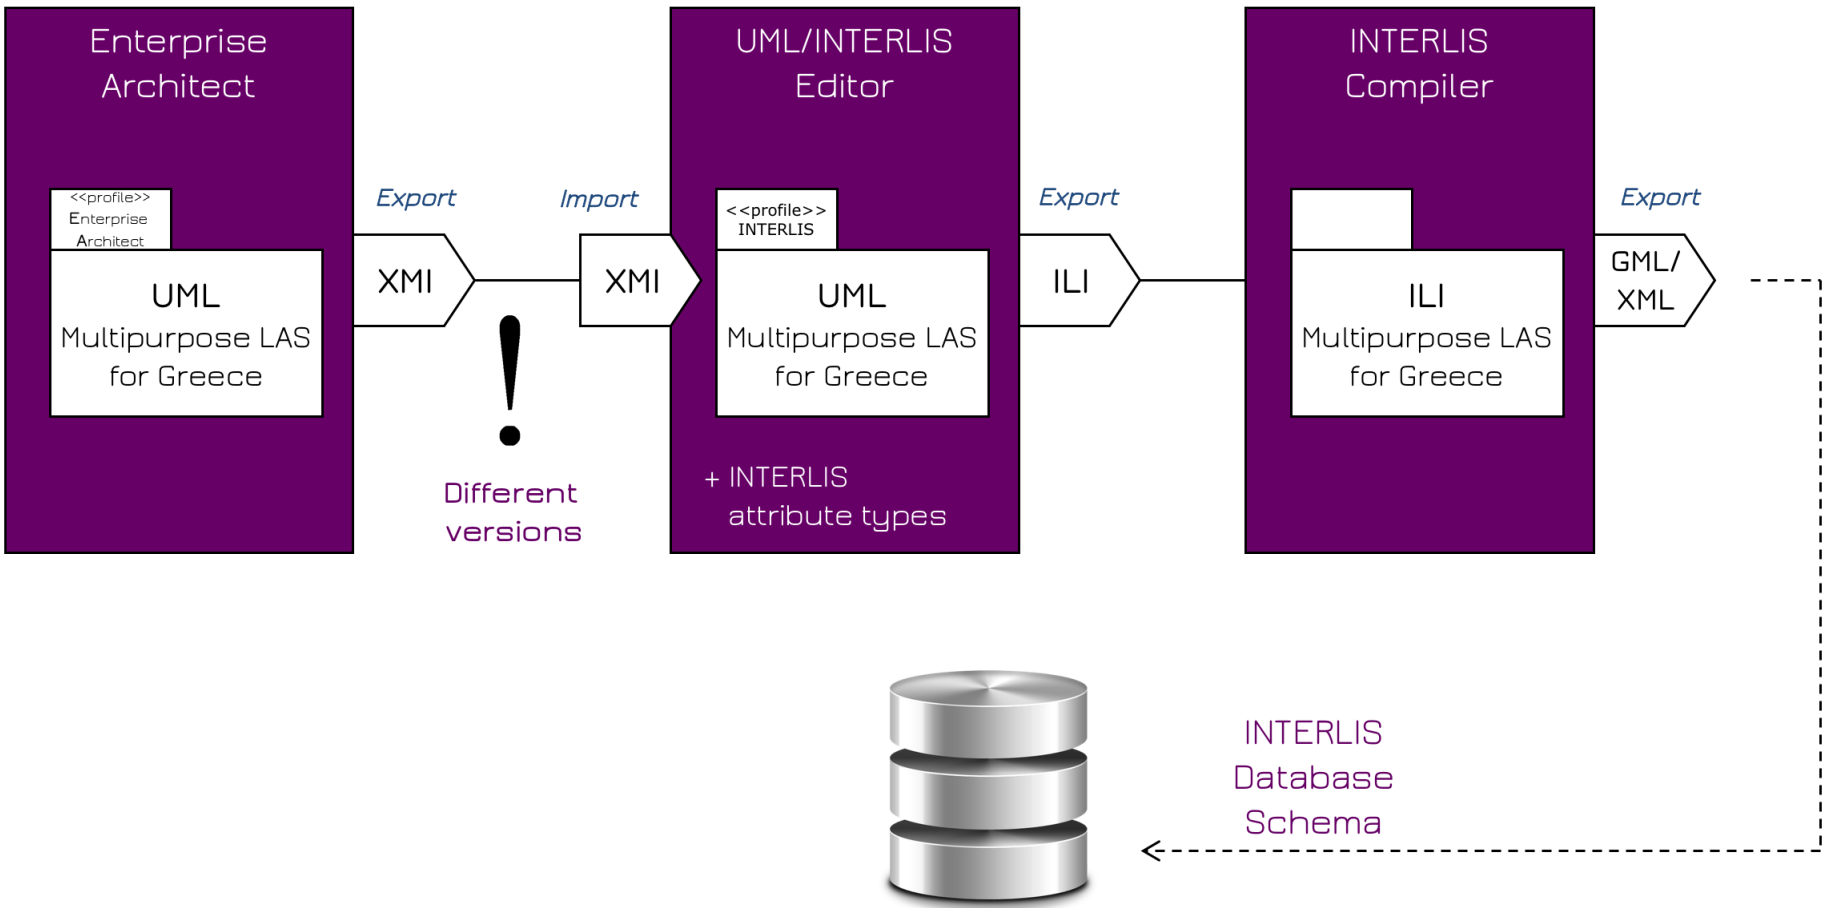 Enterprise
Architect
<<profile>>
Enterprise
Architect
UML
Multipurpose LAS
for Greece
Export
XMI
!
Different
versions
Import
XMI
UML/INTERLIS
Editor
<<profile>>
INTERLIS
UML
Multipurpose LAS
for Greece
+ INTERLIS
attribute types
Export
ILI
INTERLIS
Compiler
ILI
Multipurpose LAS
for Greece
Export
GML/
XML
INTERLIS
Database
Schema